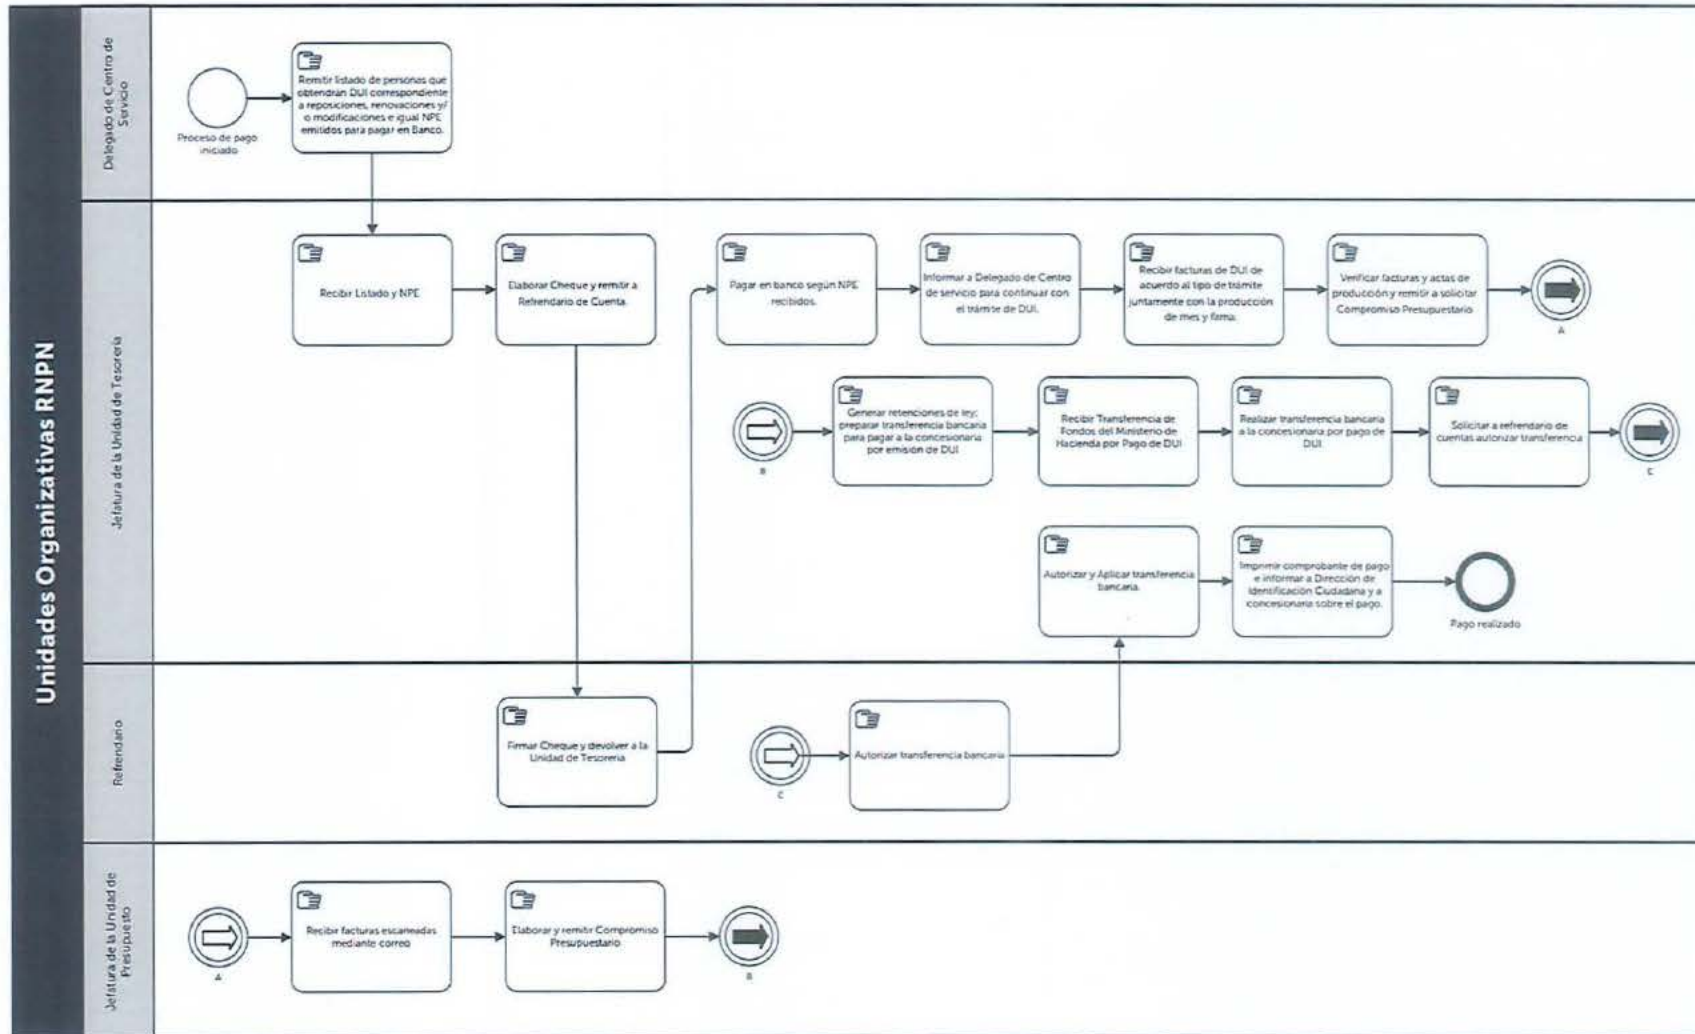 Unidades Organizativas RNPN
Delegado de Centro de
Servicio
Proceso de pago
iniciado
Remitir listado de personas que
obtendrán DUI correspondiente
a reposiciones, renovaciones y/
o modificaciones e igual NPE
emitidos para pagar en Banco.
Jefatura de la Unidad de Tesorería
Recibir Listado y NPE
Elaborar Cheque y remitir a
Refrendario de Cuenta.
Pagar en banco según NPE
recibidos.
Informar a Delegado de Centro
de servicio para continuar con
el trámite de DUI.
Recibir facturas de DUI de
acuerdo al tipo de trámite
juntamente con la producción
de mes y fama.
Verificar facturas y actas de
producción y remitir a solicitar
Compromiso Presupuestario
A
B
Generar retenciones de ley;
preparar transferencia bancaria
para pagar a la concesionaria
por emisión de DUI
Recibir Transferencia de
Fondos del Ministerio de
Hacienda por Pago de DUI
Realizar transferencia bancaria
a la concesionaria por pago de
DUI
Solicitar a refrendario de
cuentas autorizar transferencia
C
Autorizar y Aplicar transferencia
bancaria.
Imprimir comprobante de pago
e informar a Dirección de
Identificación Ciudadana y a
concesionaria sobre el pago.
Pago realizado
Refrendario
Firmar Cheque y devolver a la
Unidad de Tesorería
C
Autorizar transferencia bancaria
Jefatura de la Unidad de
Presupuesto
A
Recibir facturas escaneadas
mediante correo
Elaborar y remitir Compromiso
Presupuestario
B